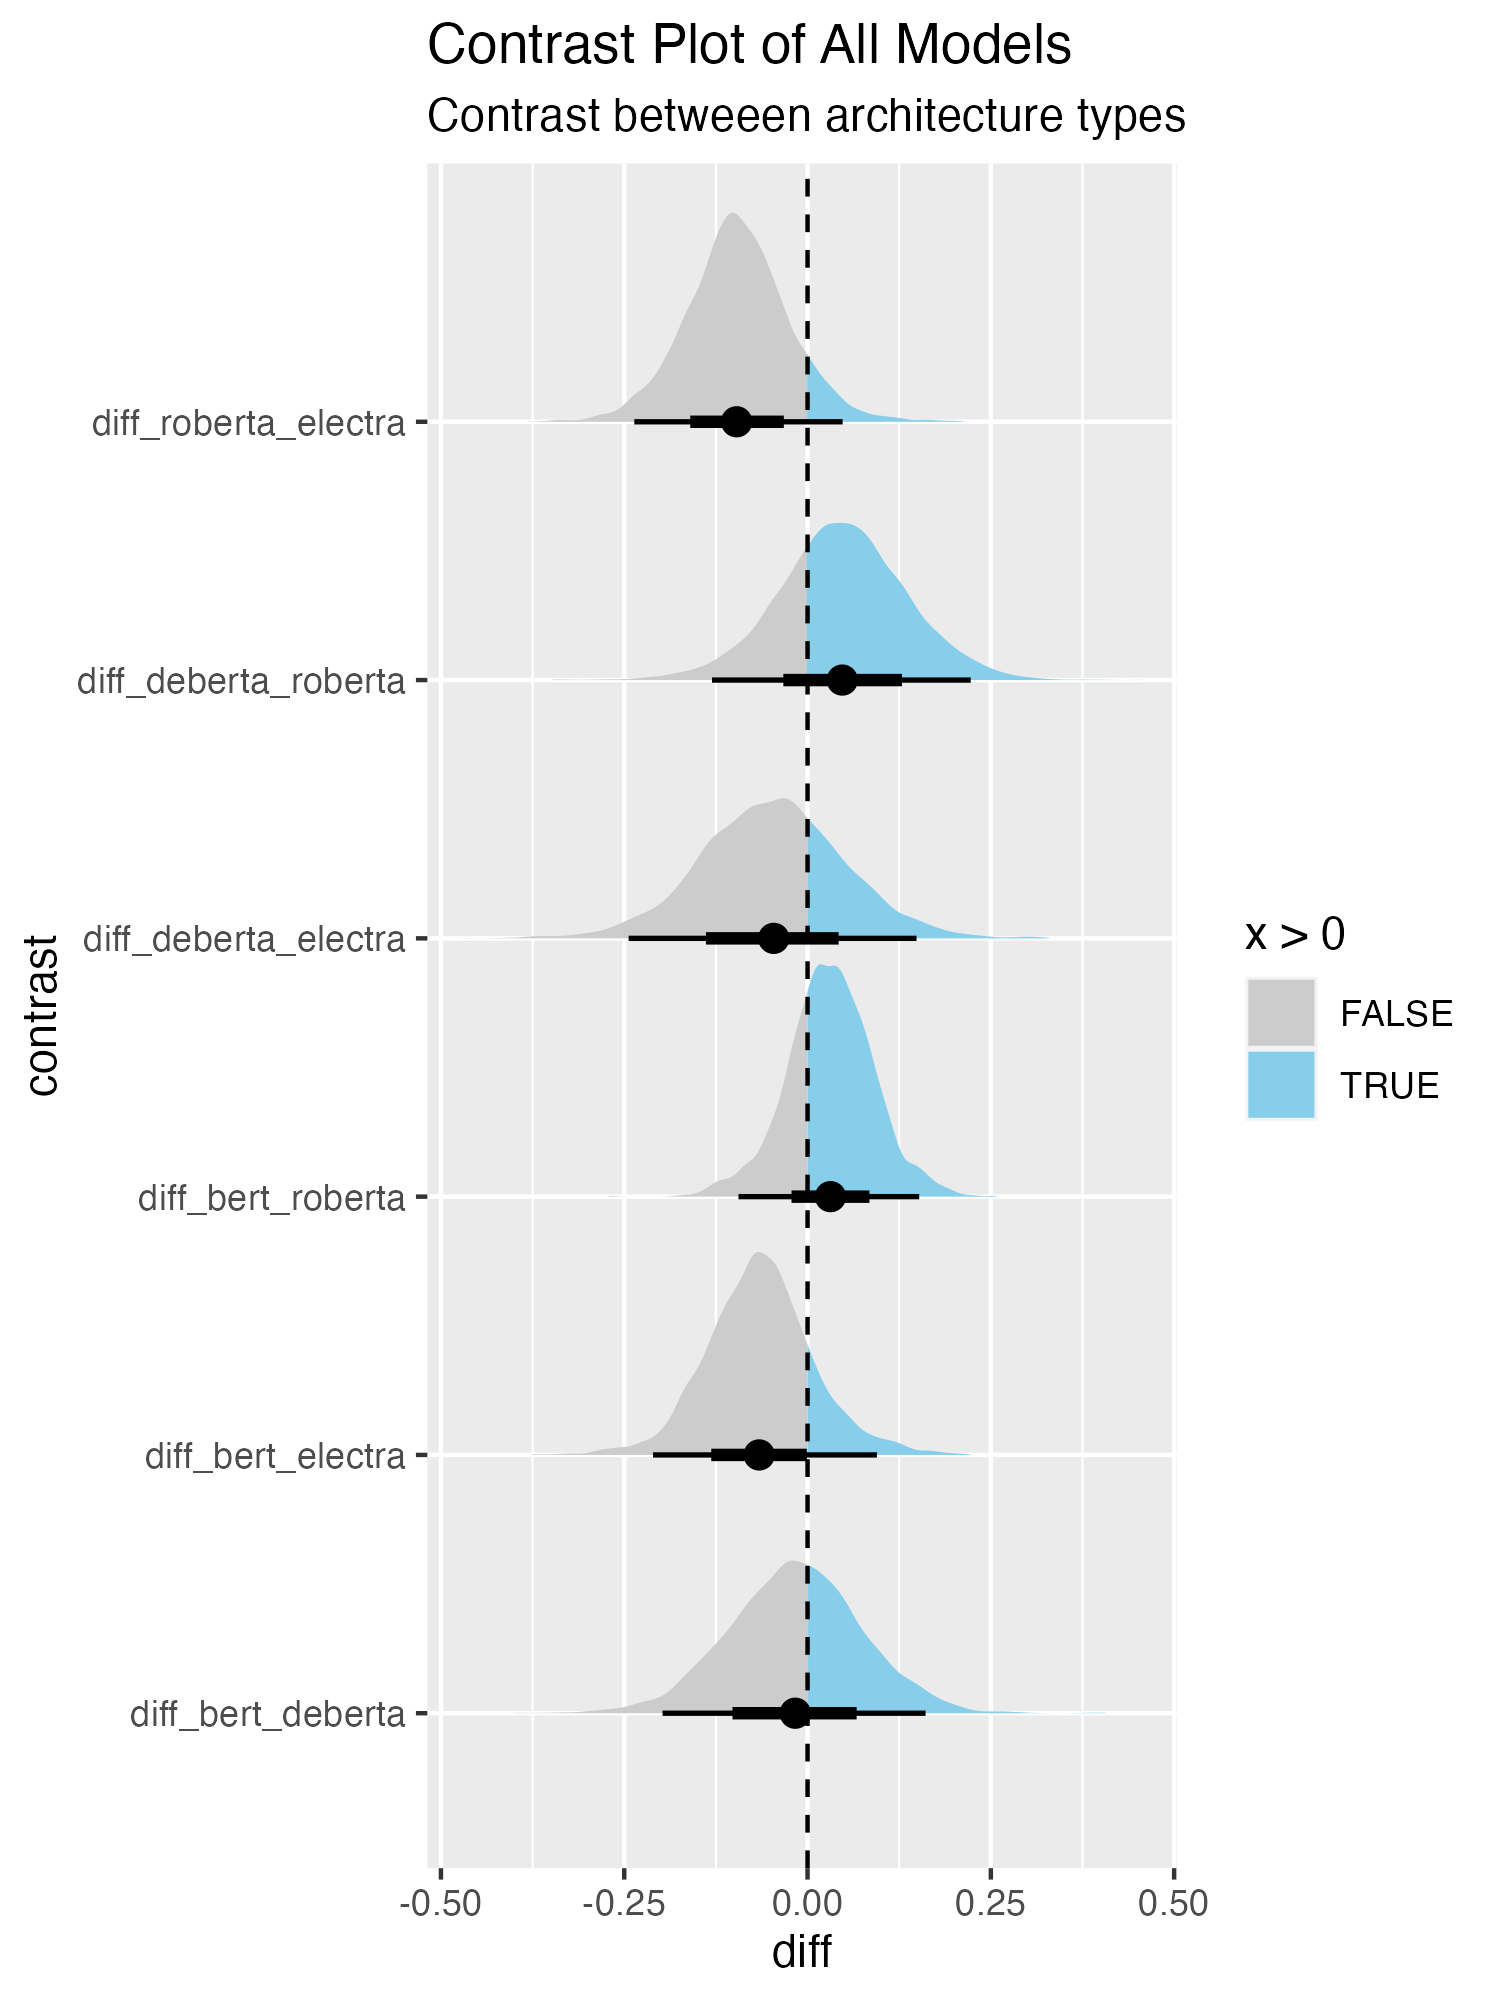 Contrast Plot of All Models
Contrast betweeen architecture types
diff_roberta_electra
diff_deberta_roberta
diff_deberta_electra
diff_bert_roberta
diff_bert_electra
diff_bert_deberta
contrast
-0.50 -0.25 0.00 0.25 0.50
diff
x > 0
FALSE
TRUE